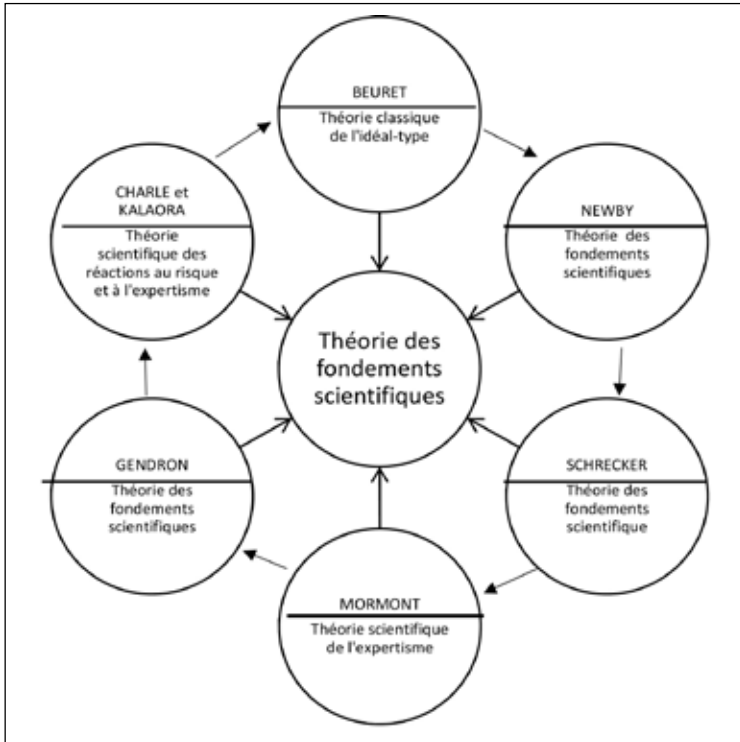 BEURET
Théorie classique
de l'idéal-type
NEWBY
Théorie des
fondements
scientifiques
SCHRECKER
Théorie des
fondements
scientifique
MORMONT
Théorie scientifique
de l'expertisme
GENDRON
Théorie des
fondements
scientifiques
CHARLE et
KALAORA
Théorie
scientifique des
réactions au risque
et à l'expertisme
Théorie des
fondements
scientifiques